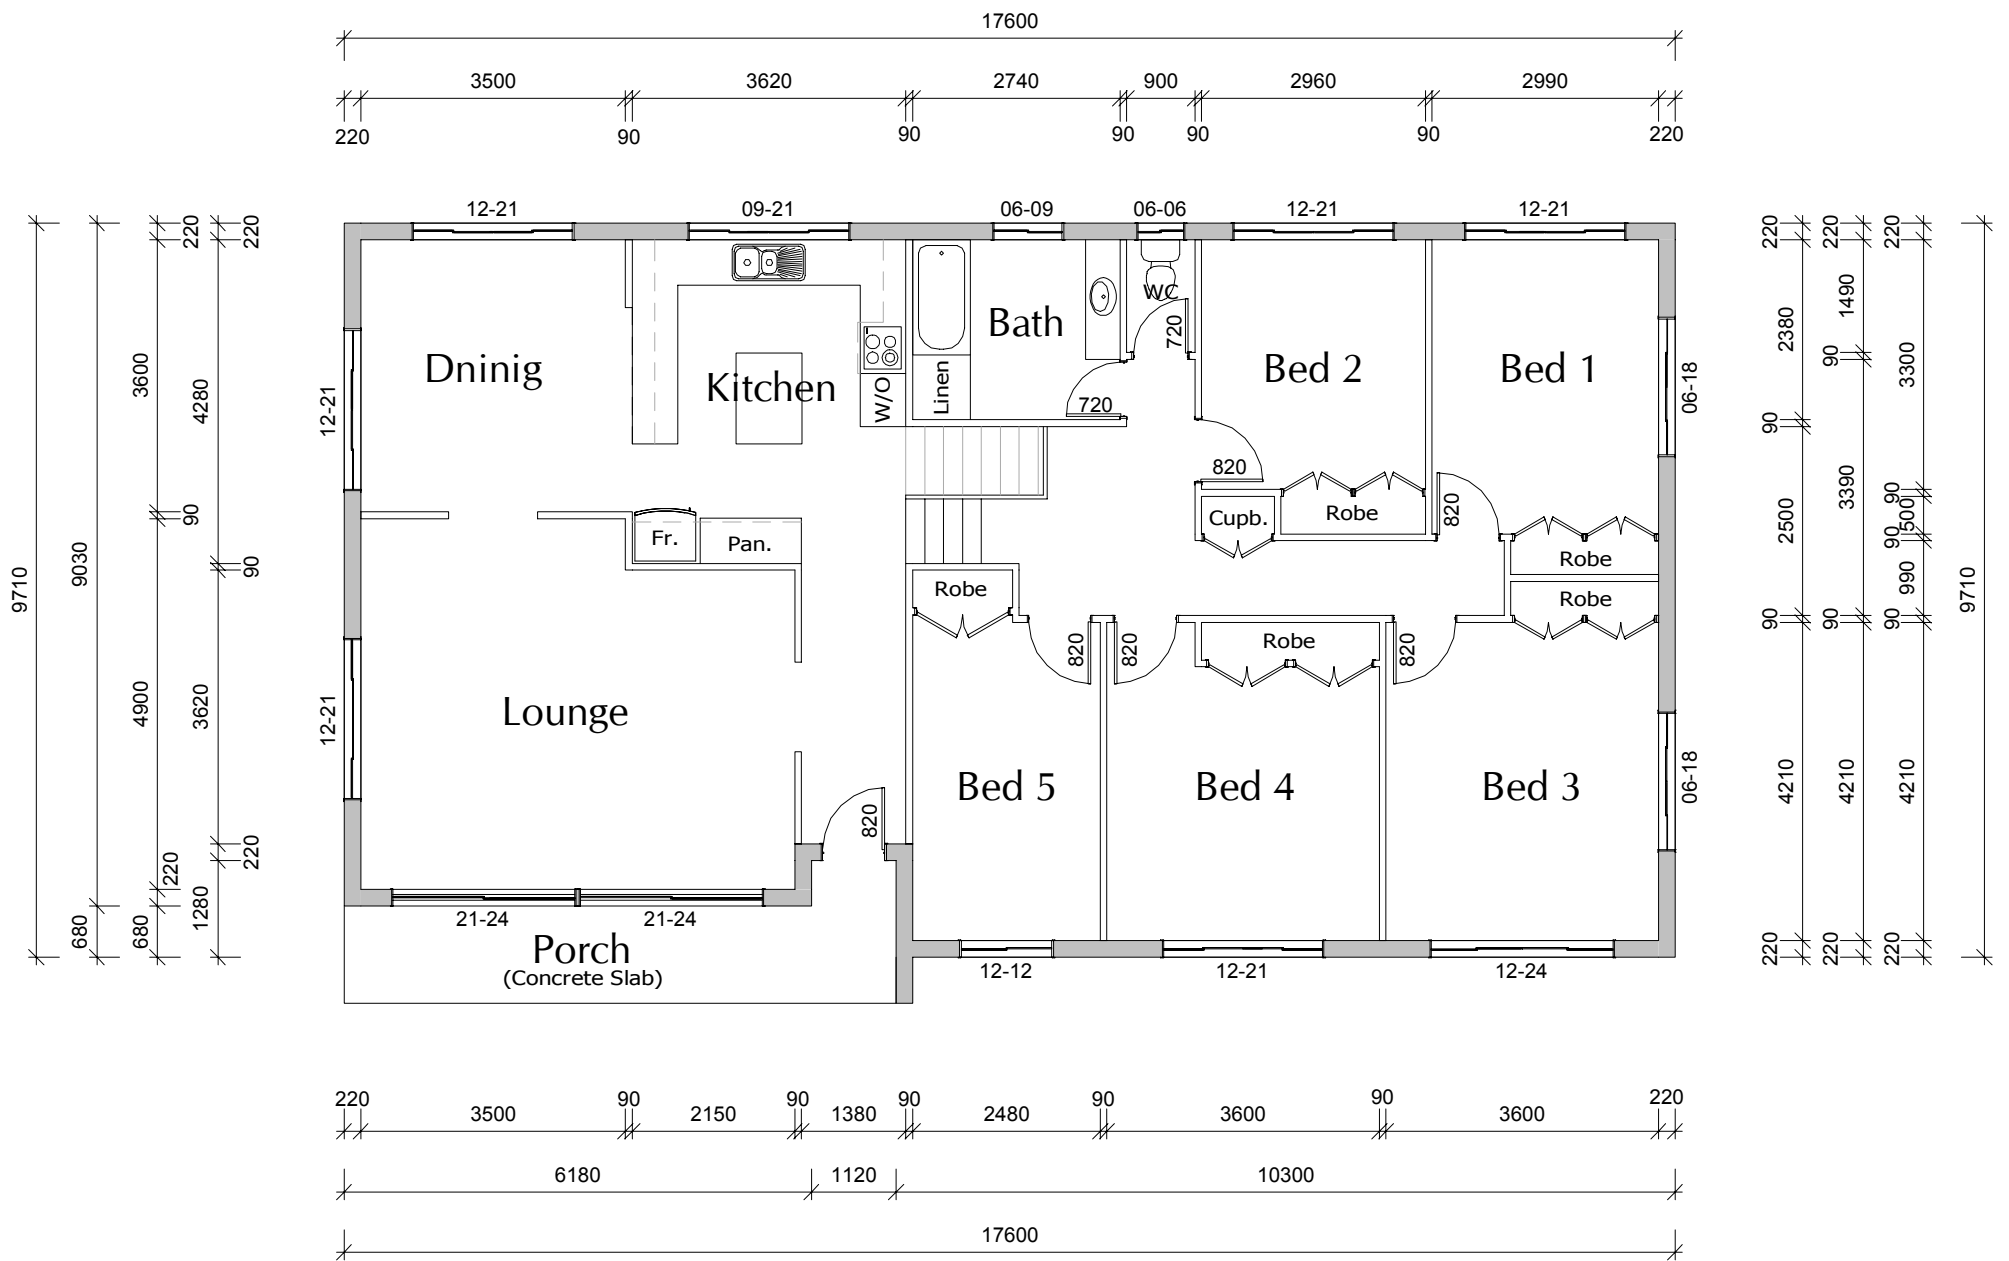 17600
3500 3620 2740 900 2960 2990
220 90 90 90 90 90 220
12-21 09-21 06-09 06-06 12-21 12-21
220 220 220 220 220
9710 9030 3600 4280
90 90
4900 3620
220 220
680 680 1280
12-21
12-21
Dninig
Kitchen
W/O
Linen
Bath
WC
720
720
Bed 2
Bed 1
06-18
820
820
Cupb.
Robe
Robe
Robe
Fr.
Pan.
Robe
Robe
820
820
820
Lounge
Bed 5
Bed 4
Bed 3
06-18
820
21-24 21-24
Porch
(Concrete Slab)
12-12 12-21 12-24
2380 1490 3300
90 90 90
2500 3390 500
90
990 9710
90 90 90
4210 4210 4210
220 220 220
220 90 90 90 90 90 220
3500 2150 1380 2480 3600 3600
6180 1120 10300
17600